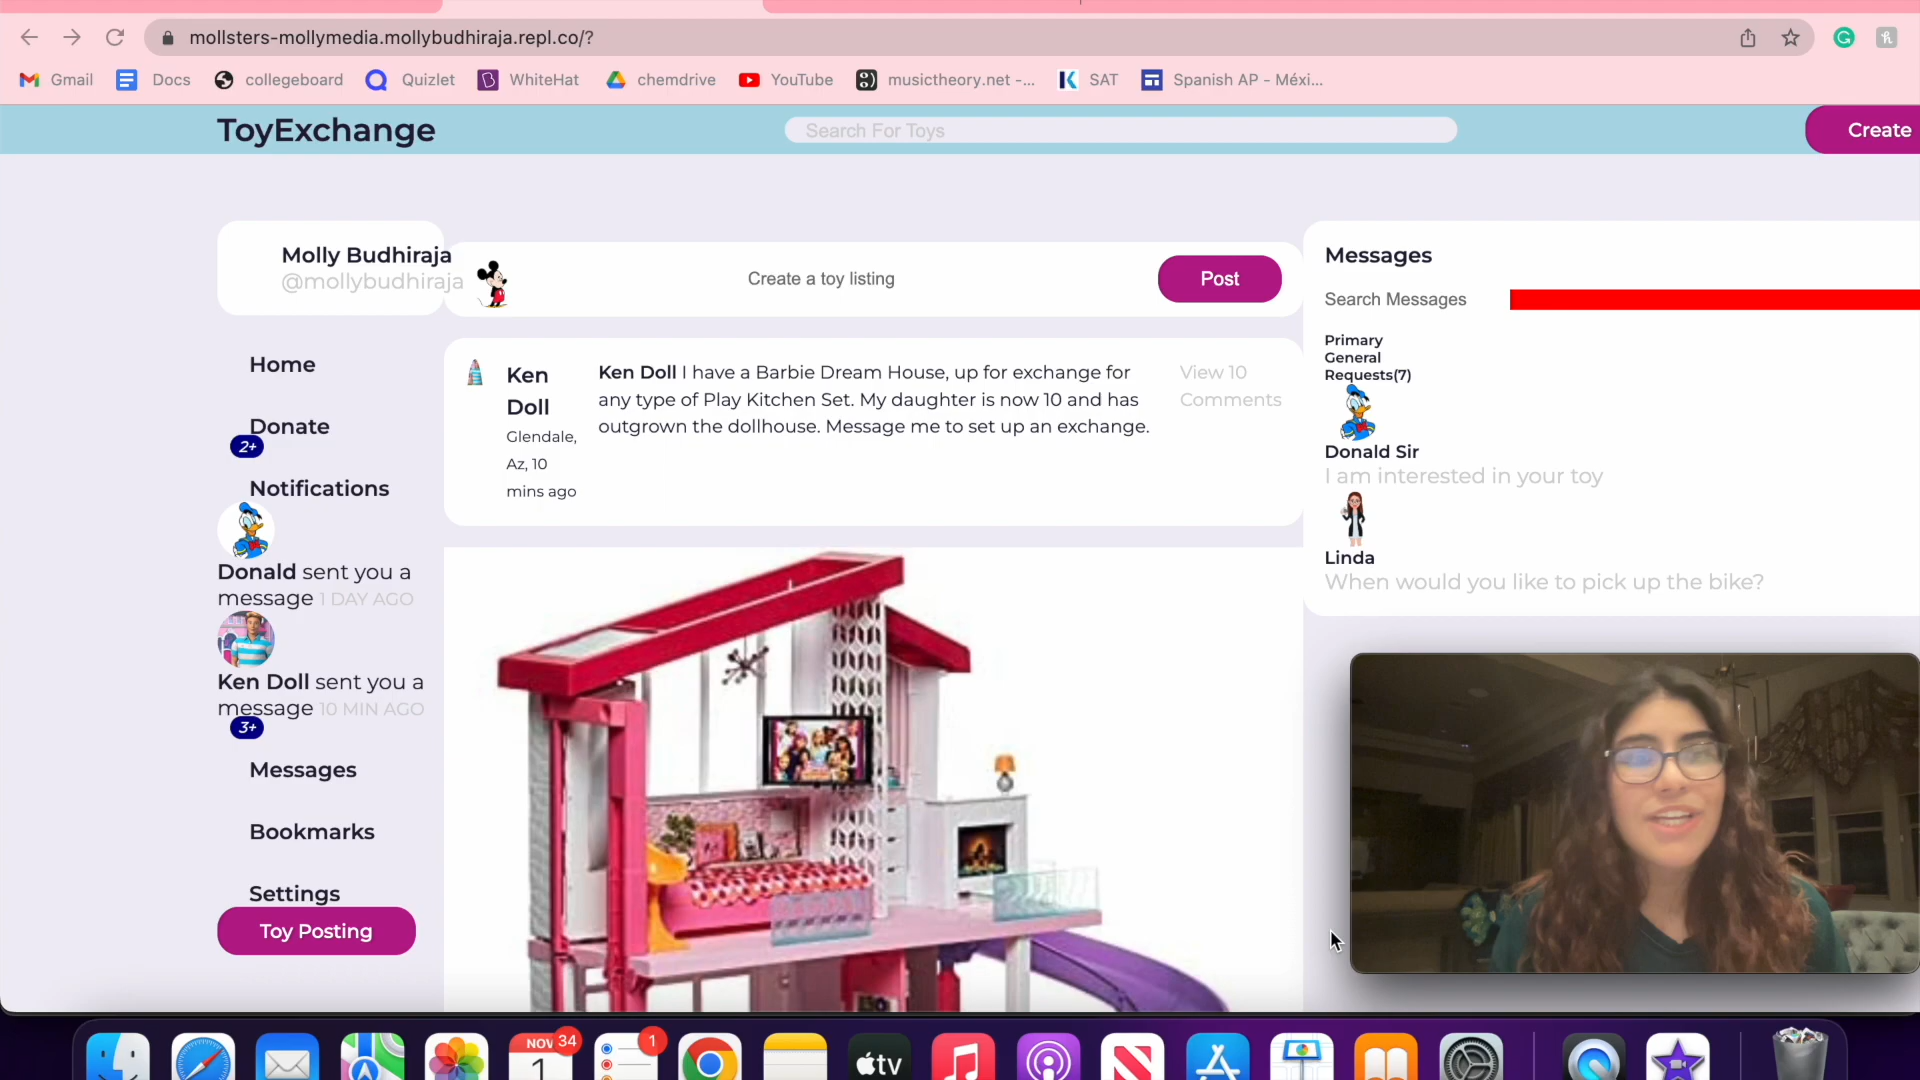 mollsters-mollymedia.mollybudhiraja.repl.co/?
Gmail Docs collegeboard Quizlet WhiteHat chemdrive YouTube musictheory.net -... SAT Spanish AP - Méxi...
ToyExchange
Search For Toys
Create
Molly Budhiraja
@mollybudhiraja
Home
Donate
2+
Notifications
Donald sent you a
message 1 DAY AGO
Ken Doll sent you a
message 10 MIN AGO
3+
Messages
Bookmarks
Settings
Toy Posting
Create a toy listing
Post
Ken
Doll
Glendale,
Az, 10
mins ago
Ken Doll I have a Barbie Dream House, up for exchange for
any type of Play Kitchen Set. My daughter is now 10 and has
outgrown the dollhouse. Message me to set up an exchange.
View 10
Comments
Messages
Search Messages
Primary
General
Requests(7)
Donald Sir
I am interested in your toy
Linda
When would you like to pick up the bike?
NOV 34
1
1
tv